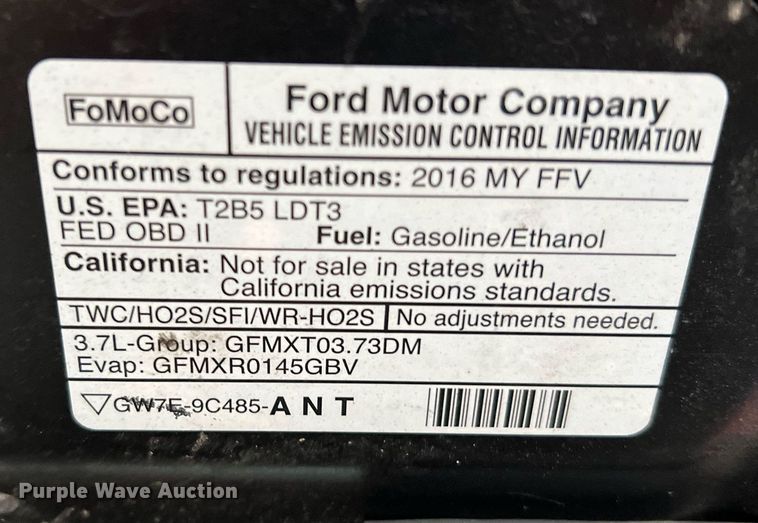 FoMoCo
Ford Motor Company
VEHICLE EMISSION CONTROL INFORMATION
Conforms to regulations: 2016 MY FFV
U.S. EPA: T2B5 LDT3
FED OBD II Fuel: Gasoline/Ethanol
California: Not for sale in states with
California emissions standards.
TWC/HO2S/SFI/WR-HO2S No adjustments needed.
3.7L-Group: GFMXT03.73DM
Evap: GFMXR0145GBV
GW7E-9C485-ANT
Purple Wave Auction